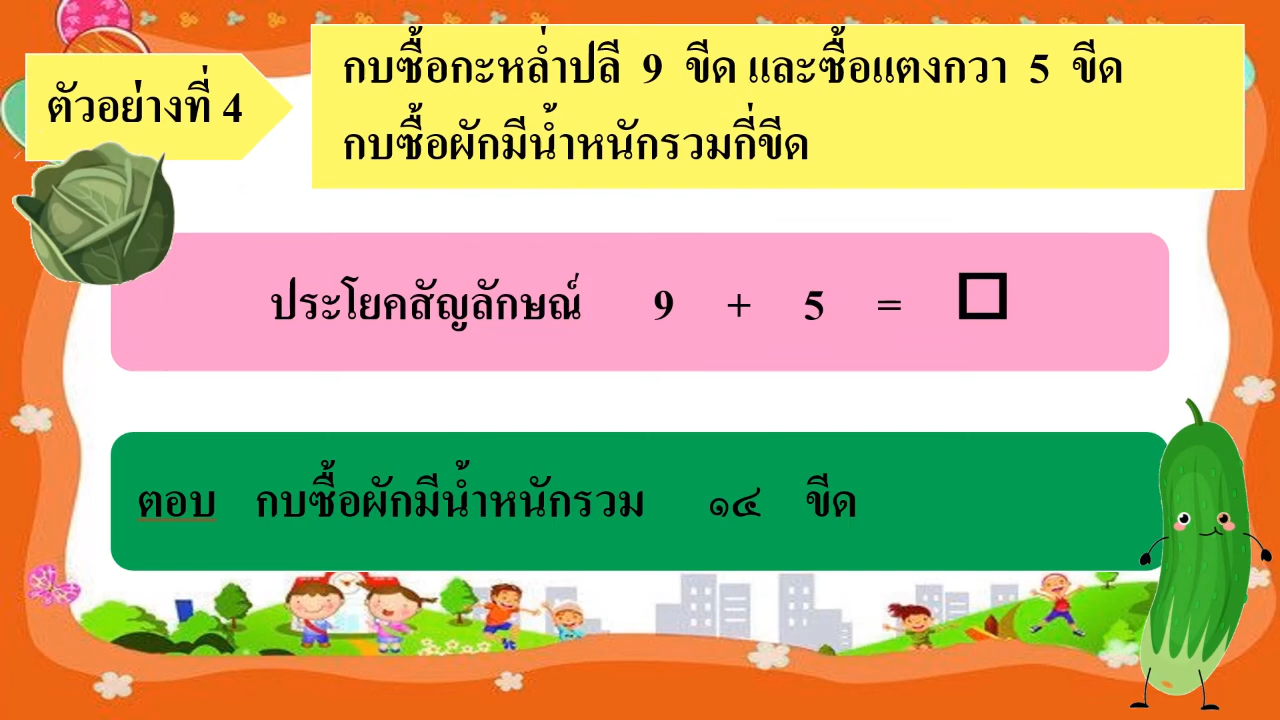 ตัวอย่างที่ 4
กบซื้อกะหล่ำปลี 9 ขีด และซื้อแตงกวา 5 ขีด
กบซื้อผักมีน้ำหนักรวมกี่ขีด
ประโยคสัญลักษณ์ 9 + 5 = □
ตอบ กบซื้อผักมีน้ำหนักรวม ๑๔ ขีด